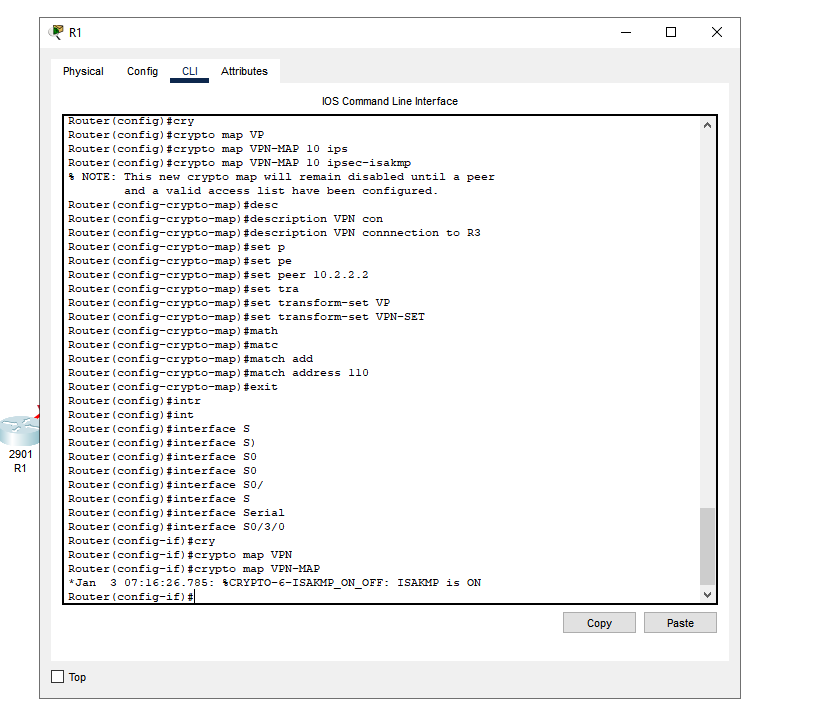 R1
Physical Config CLI Attributes
IOS Command Line Interface
Router(config)#cry
Router(config)#crypto map VP
Router(config)#crypto map VPN-MAP 10 ips
Router(config)#crypto map VPN-MAP 10 ipsec-isakmp
% NOTE: This new crypto map will remain disabled until a peer
and a valid access list have been configured.
Router(config-crypto-map)#desc
Router(config-crypto-map)#description VPN con
Router(config-crypto-map)#description VPN connnection to R3
Router(config-crypto-map)#set p
Router(config-crypto-map)#set pe
Router(config-crypto-map)#set peer 10.2.2.2
Router(config-crypto-map)#set tra
Router(config-crypto-map)#set transform-set VP
Router(config-crypto-map)#set transform-set VPN-SET
Router(config-crypto-map)#math
Router(config-crypto-map)#matc
Router(config-crypto-map)#match add
Router(config-crypto-map)#match address 110
Router(config-crypto-map)#exit
Router(config)#intr
Router(config)#int
Router(config)#interface S
Router(config)#interface S)
Router(config)#interface S0
Router(config)#interface S0
Router(config)#interface S0/
Router(config)#interface S
Router(config)#interface Serial
Router(config)#interface S0/3/0
Router(config-if)#cry
Router(config-if)#crypto map VPN
Router(config-if)#crypto map VPN-MAP
*Jan  3 07:16:26.785: %CRYPTO-6-ISAKMP_ON_OFF: ISAKMP is ON
Router(config-if)#
2901
R1
Copy Paste
Top